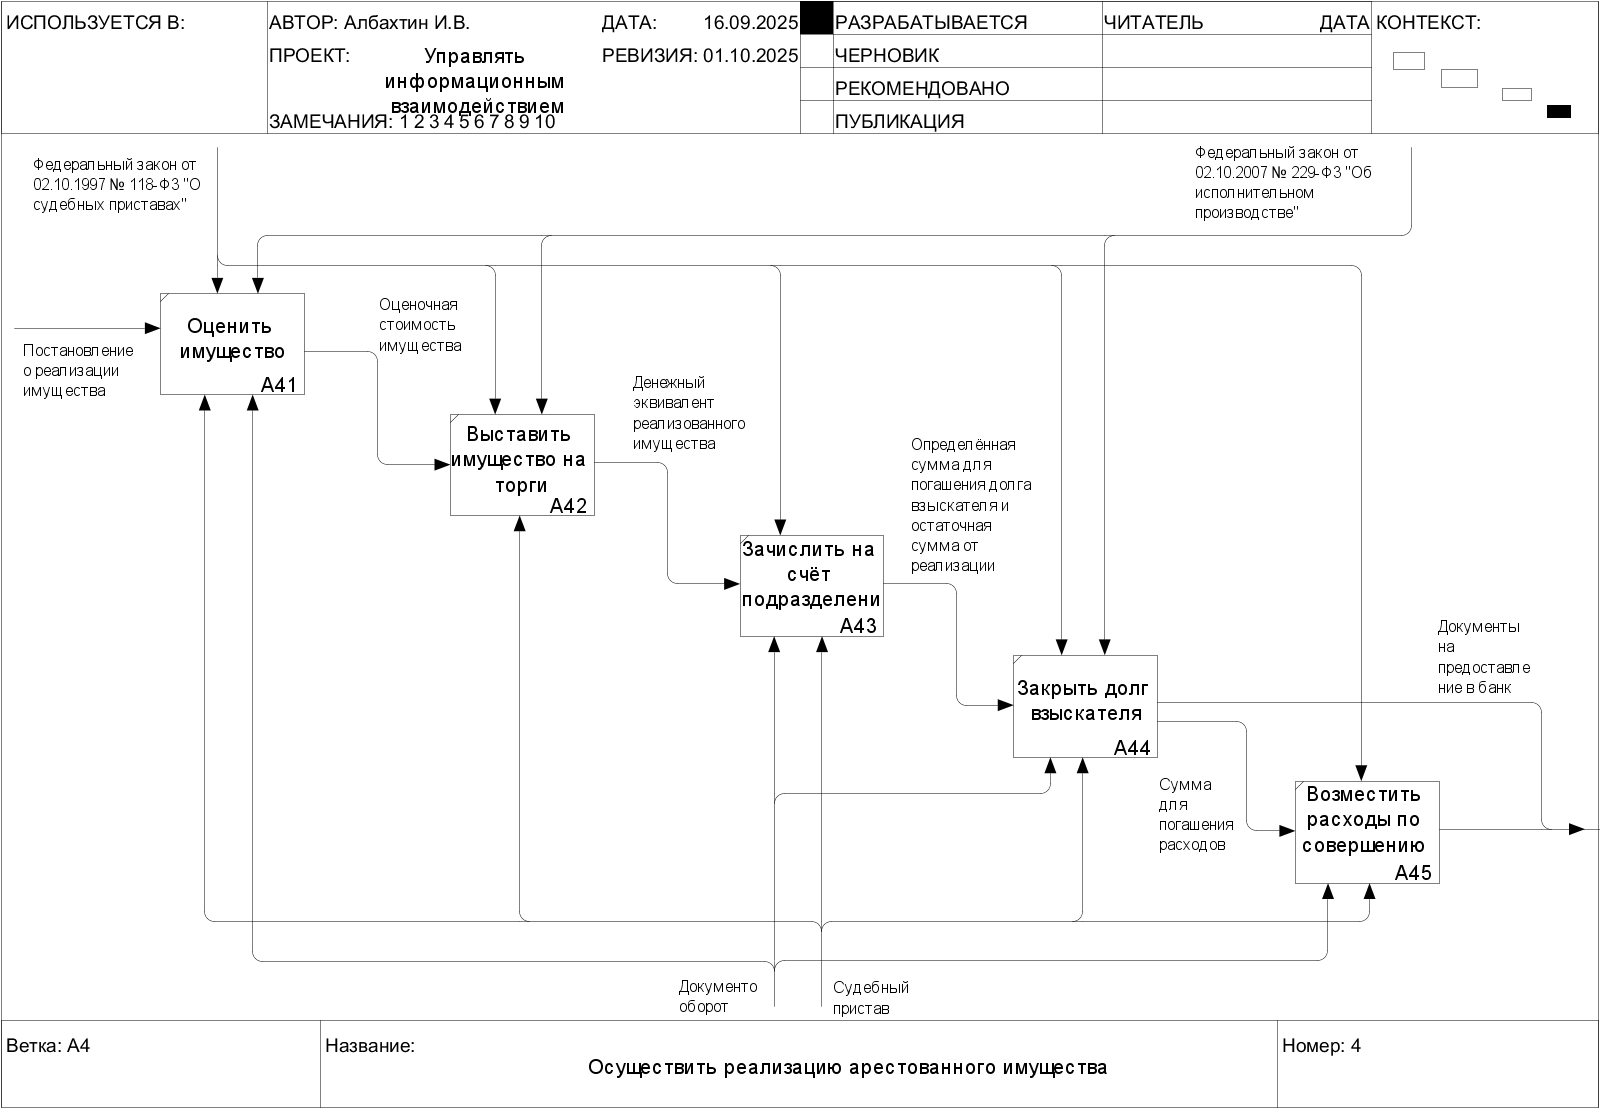 ИСПОЛЬЗУЕТСЯ В:
АВТОР: Албахтин И.В.
ДАТА: 16.09.2025
РАЗРАБАТЫВАЕТСЯ
ЧИТАТЕЛЬ
ДАТА
КОНТЕКСТ:
ПРОЕКТ:
Управлять
информационным
взаимодействием
РЕВИЗИЯ: 01.10.2025
ЧЕРНОВИК
РЕКОМЕНДОВАНО
ЗАМЕЧАНИЯ: 1 2 3 4 5 6 7 8 9 10
ПУБЛИКАЦИЯ
Федеральный закон от
02.10.1997 № 118-ФЗ "О
судебных приставах"
Федеральный закон от
02.10.2007 № 229-ФЗ "Об
исполнительном
производстве"
Постановление
о реализации
имущества
Оценить
имущество
A41
Оценочная
стоимость
имущества
Выставить
имущество на
торги
A42
Денежный
эквивалент
реализованного
имущества
Зачислить на
счёт
подразделени
A43
Определённая
сумма для
погашения долга
взыскателя и
остаточная
сумма от
реализации
Закрыть долг
взыскателя
A44
Документы
на
предоставле
ние в банк
Сумма
для
погашения
расходов
Возместить
расходы по
совершению
A45
Документо
оборот
Судебный
пристав
Ветка: A4
Название:
Осуществить реализацию арестованного имущества
Номер: 4